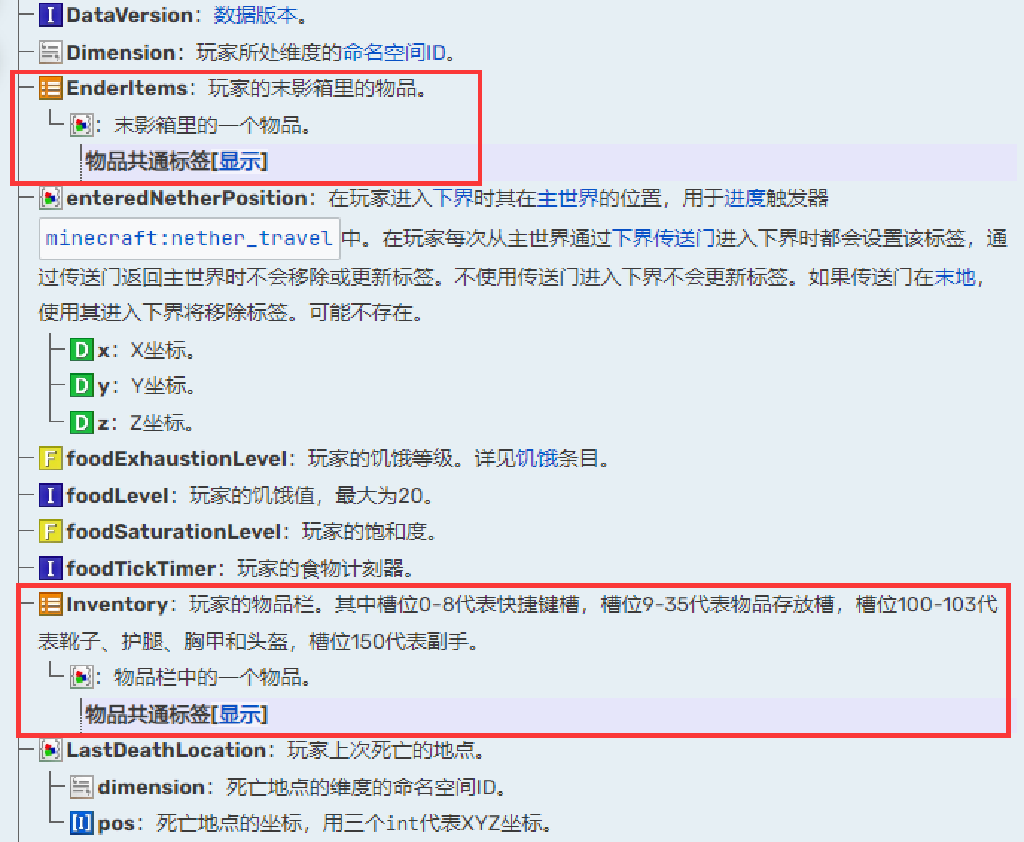 I DataVersion：数据版本。
Dimension：玩家所处维度的命名空间ID。
EnderItems：玩家的末影箱里的物品。
：末影箱里的一个物品。
物品共通标签[显示]
enteredNetherPosition：在玩家进入下界时其在主世界的位置，用于进度触发器
minecraft:nether_travel中。在玩家每次从主世界通过下界传送门进入下界时都会设置该标签，通
过传送门返回主世界时不会移除或更新标签。不使用传送门进入下界不会更新标签。如果传送门在末地，
使用其进入下界将移除标签。可能不存在。
D x：X坐标。
D y：Y坐标。
D z：Z坐标。
F foodExhaustionLevel：玩家的饥饿等级。详见饥饿条目。
I foodLevel：玩家的饥饿值，最大为20。
F foodSaturationLevel：玩家的饱和度。
I foodTickTimer：玩家的食物计刻器。
Inventory：玩家的物品栏。其中槽位0-8代表快捷键槽，槽位9-35代表物品存放槽，槽位100-103代
表靴子、护腿、胸甲和头盔，槽位150代表副手。
：物品栏中的一个物品。
物品共通标签[显示]
LastDeathLocation：玩家上次死亡的地点。
dimension：死亡地点的维度的命名空间ID。
[I] pos：死亡地点的坐标，用三个int代表XYZ坐标。